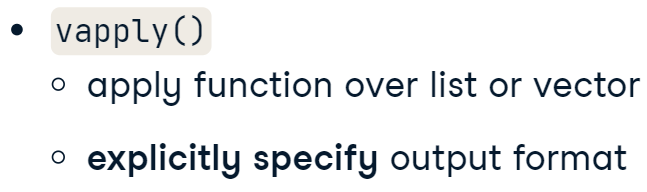 • vapply()
○ apply function over list or vector
○ explicitly specify output format